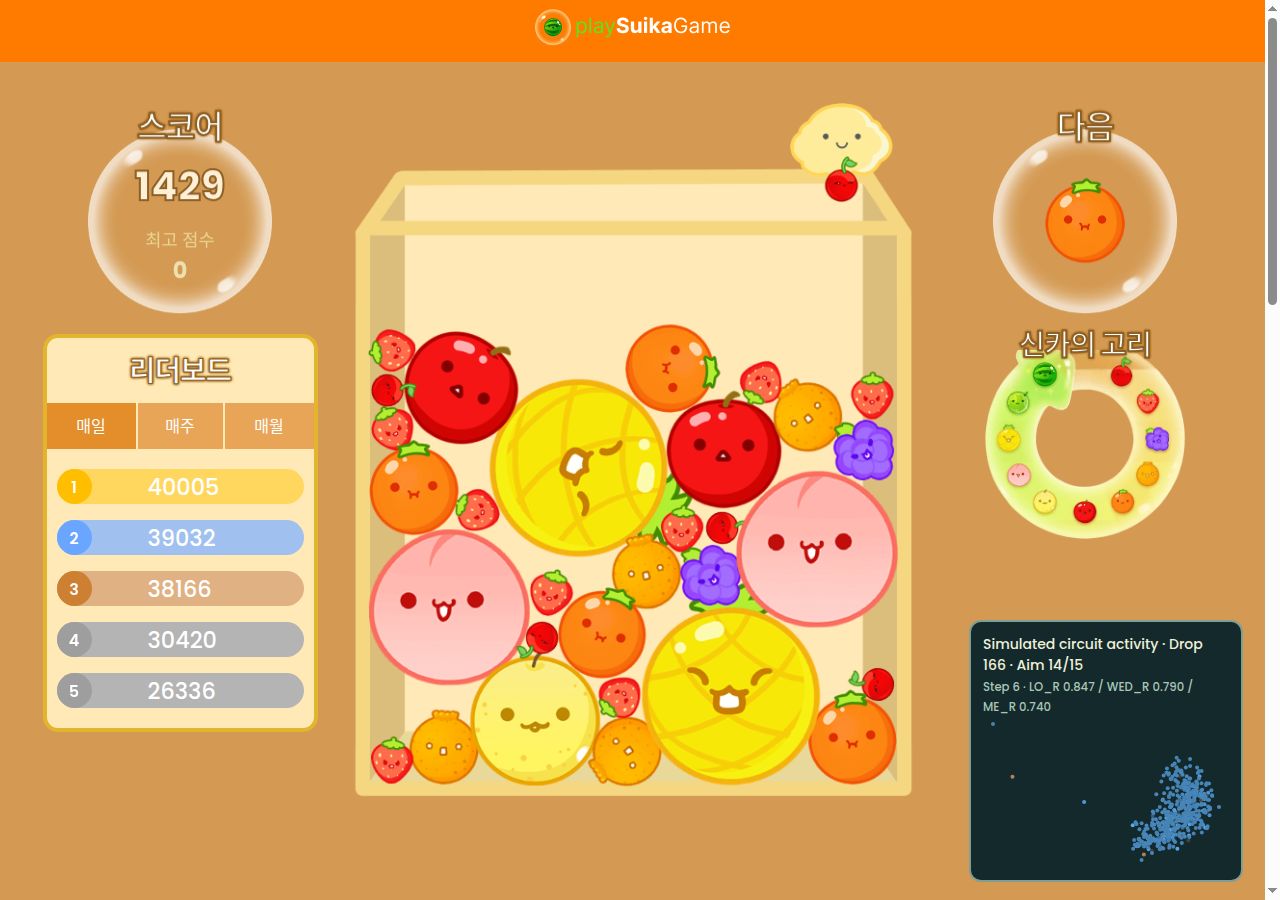 playSuikaGame
스코어
1429
최고 점수
0
다음
리더보드
매일 매주 매월
1 40005
2 39032
3 38166
4 30420
5 26336
신카의 고리
Simulated circuit activity · Drop
166 · Aim 14/15
Step 6 · LO_R 0.847 / WED_R 0.790 /
ME_R 0.740